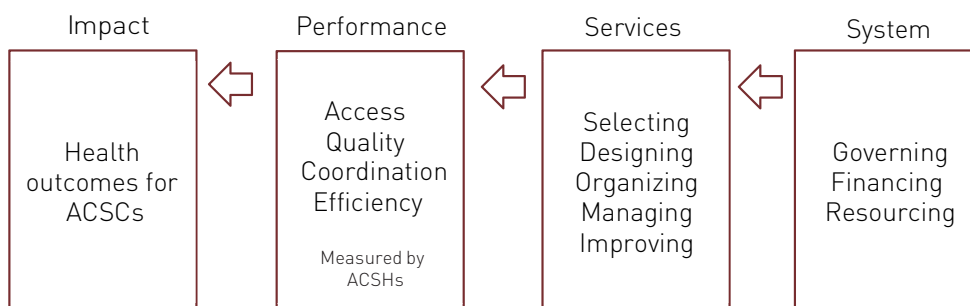 Impact
Health
outcomes for
ACSCs
Performance
Access
Quality
Coordination
Efficiency
Measured by
ACSHs
Services
Selecting
Designing
Organizing
Managing
Improving
System
Governing
Financing
Resourcing